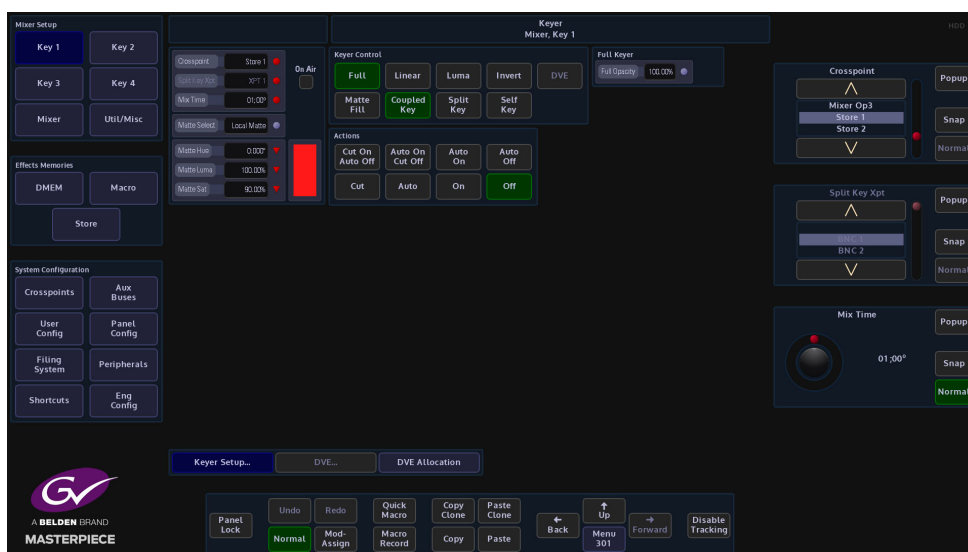 Mixer Setup
Key 1
Key 2
Key 3
Key 4
Mixer
Util/Misc
Effects Memories
DMEM
Macro
Store
System Configuration
Crosspoints
Aux
Buses
User
Config
Panel
Config
Filing
System
Peripherals
Shortcuts
Eng
Config
GV
A BELDEN BRAND
MASTERPIECE
Keyer
Mixer, Key 1
HDD
Crosspoint
Store 1
Split Key Xpt
XPT 1
Mix Time
01;00⁰
On Air
Matte Select
Local Matte
Matte Hue
0.000°
Matte Luma
100.00%
Matte Sat
90.00%
Keyer Control
Full
Linear
Luma
Invert
DVE
Matte
Fill
Coupled
Key
Split
Key
Self
Key
Actions
Cut On
Auto Off
Auto On
Cut Off
Auto
On
Auto
Off
Cut
Auto
On
Off
Full Keyer
Full Opacity
100.00%
Crosspoint
Mixer Op3
Store 1
Store 2
Popup
Snap
Normal
Split Key Xpt
BNC 1
BNC 2
Popup
Snap
Normal
Mix Time
01;00⁰
Popup
Snap
Normal
Keyer Setup...
DVE...
DVE Allocation
Panel
Lock
Undo
Redo
Normal
Mod-
Assign
Quick
Macro
Macro
Record
Copy
Clone
Paste
Clone
Copy
Paste
Back
Up
Menu
301
Forward
Disable
Tracking